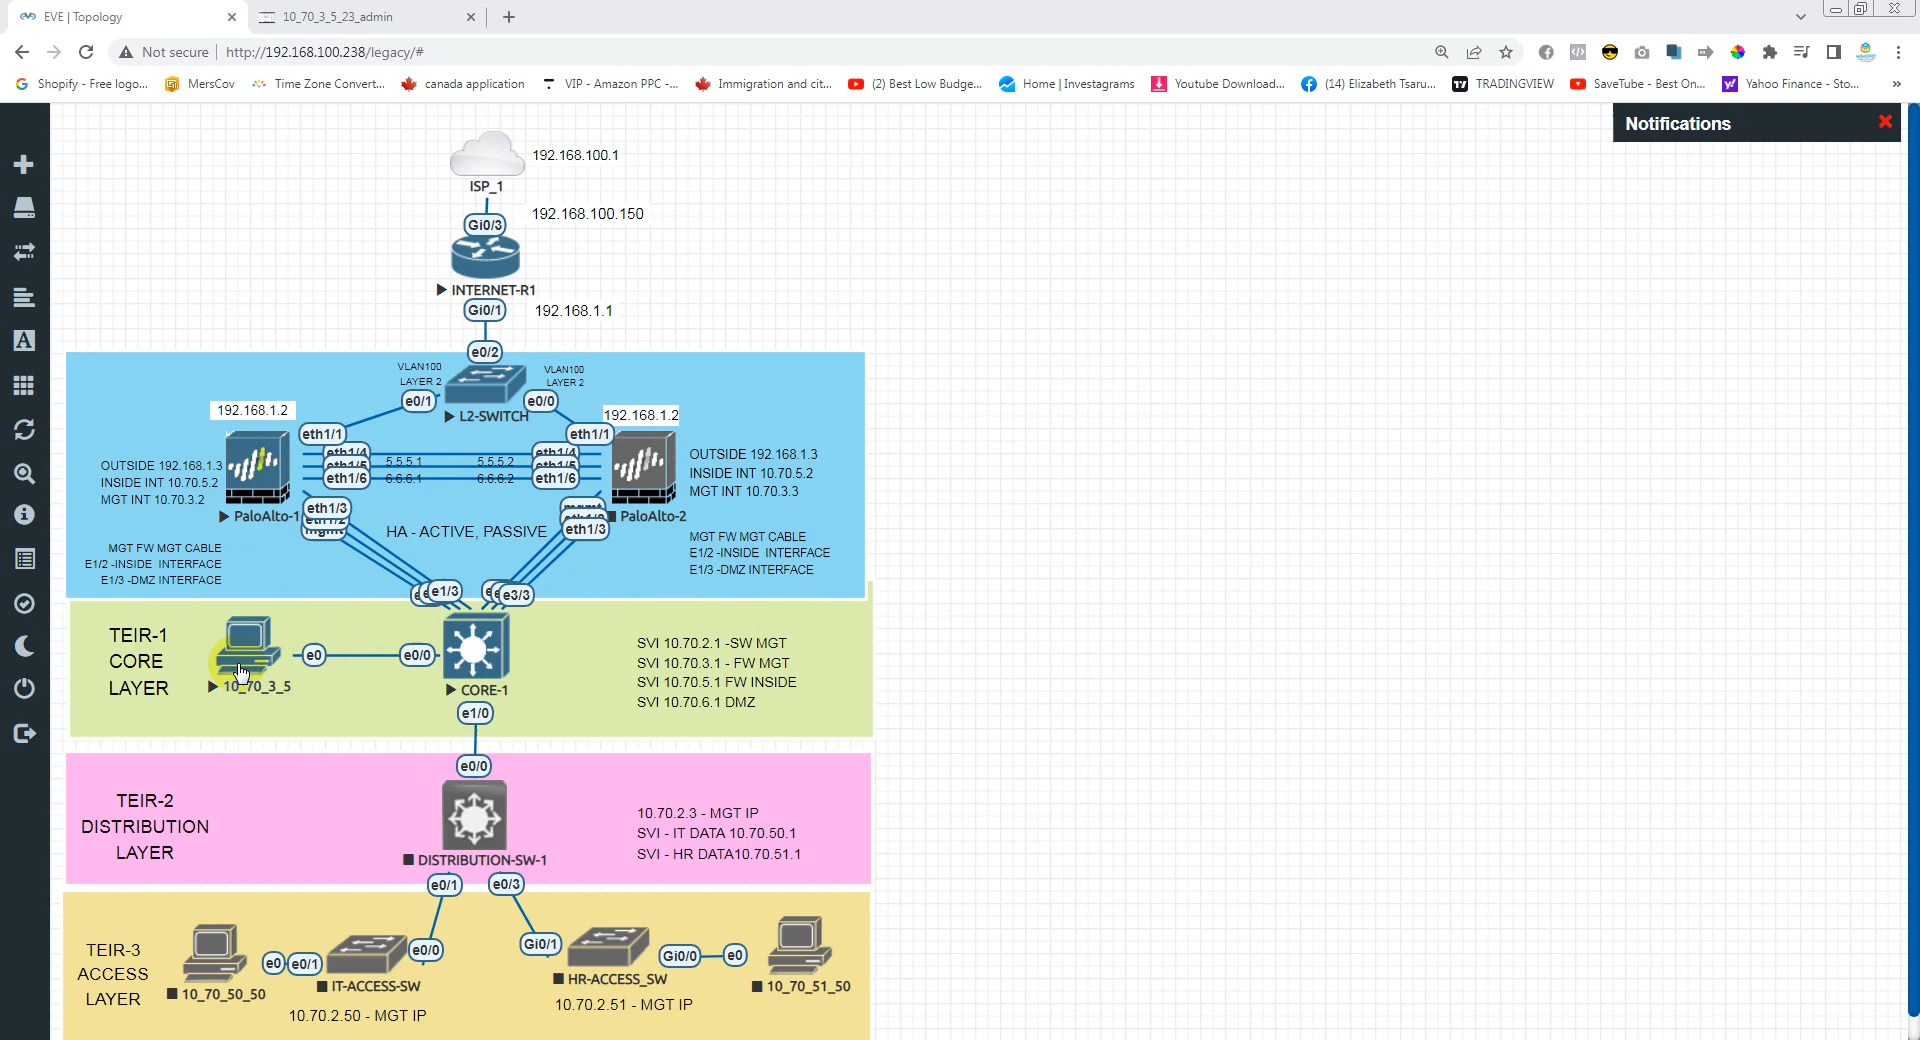 EVE | Topology
10_70_3_5_23_admin
Not secure
http://192.168.100.238/legacy/#
Shopify - Free logo...
MersCov
Time Zone Convert...
canada application
VIP - Amazon PPC -...
Immigration and cit...
(2) Best Low Budge...
Home | Investagrams
Youtube Download...
(14) Elizabeth Tsaru...
TRADINGVIEW
SaveTube - Best On...
Yahoo Finance - Sto...
»
Notifications
192.168.100.1
ISP_1
192.168.100.150
Gi0/3
INTERNET-R1
Gi0/1
192.168.1.1
e0/2
VLAN100
LAYER 2
VLAN100
LAYER 2
e0/1
e0/0
L2-SWITCH
192.168.1.2
192.168.1.2
eth1/1
eth1/1
eth1/4
eth1/4
eth1/5
5.5.5.1
5.5.5.2
eth1/5
eth1/6
6.6.6.1
6.6.6.2
eth1/6
OUTSIDE 192.168.1.3
INSIDE INT 10.70.5.2
MGT INT 10.70.3.2
OUTSIDE 192.168.1.3
INSIDE INT 10.70.5.2
MGT INT 10.70.3.3
PaloAlto-1
PaloAlto-2
eth1/3
eth1/2
mgmt
mgmt
eth1/3
HA - ACTIVE, PASSIVE
MGT FW MGT CABLE
E1/2 -INSIDE INTERFACE
E1/3 -DMZ INTERFACE
MGT FW MGT CABLE
E1/2 -INSIDE INTERFACE
E1/3 -DMZ INTERFACE
e1/3
e3/3
TEIR-1
CORE
LAYER
10_70_3_5
e0
e0/0
CORE-1
SVI 10.70.2.1 -SW MGT
SVI 10.70.3.1 - FW MGT
SVI 10.70.5.1 FW INSIDE
SVI 10.70.6.1 DMZ
e1/0
e0/0
TEIR-2
DISTRIBUTION
LAYER
DISTRIBUTION-SW-1
10.70.2.3 - MGT IP
SVI - IT DATA 10.70.50.1
SVI - HR DATA10.70.51.1
e0/1
e0/3
TEIR-3
ACCESS
LAYER
10_70_50_50
e0
e0/1
IT-ACCESS-SW
e0/0
10.70.2.50 - MGT IP
Gi0/1
HR-ACCESS_SW
10.70.2.51 - MGT IP
Gi0/0
e0
10_70_51_50